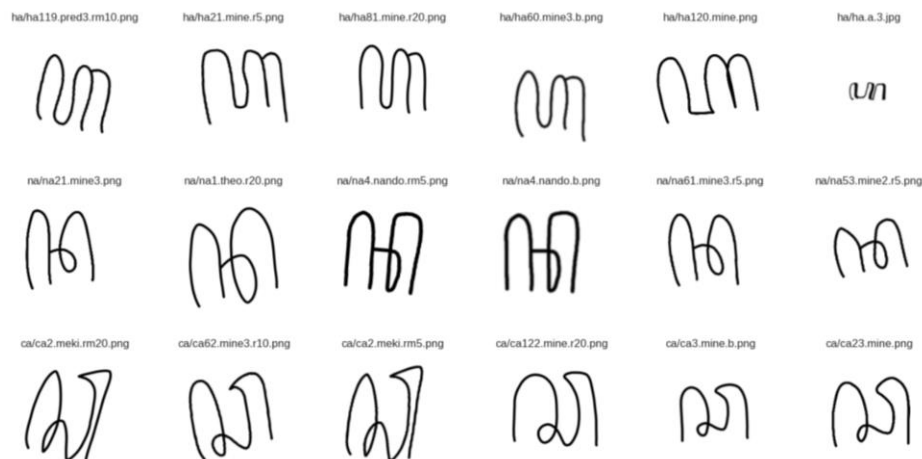 ha/ha119.pred3.rm10.png ha/ha21.mine.r5.png ha/ha81.mine.r20.png ha/ha60.mine3.b.png ha/ha120.mine.png ha/ha.a.3.jpg
ꦲ ꦲ ꦲ ꦲ ꦲ ꦲ
na/na21.mine3.png na/na1.theo.r20.png na/na4.nando.rm5.png na/na4.nando.b.png na/na61.mine3.r5.png na/na53.mine2.r5.png
ꦤ ꦤ ꦤ ꦤ ꦤ ꦤ
ca/ca2.meki.rm20.png ca/ca62.mine3.r10.png ca/ca2.meki.rm5.png ca/ca122.mine.r20.png ca/ca3.mine.b.png ca/ca23.mine.png
ꦕ ꦕ ꦕ ꦕ ꦕ ꦕ